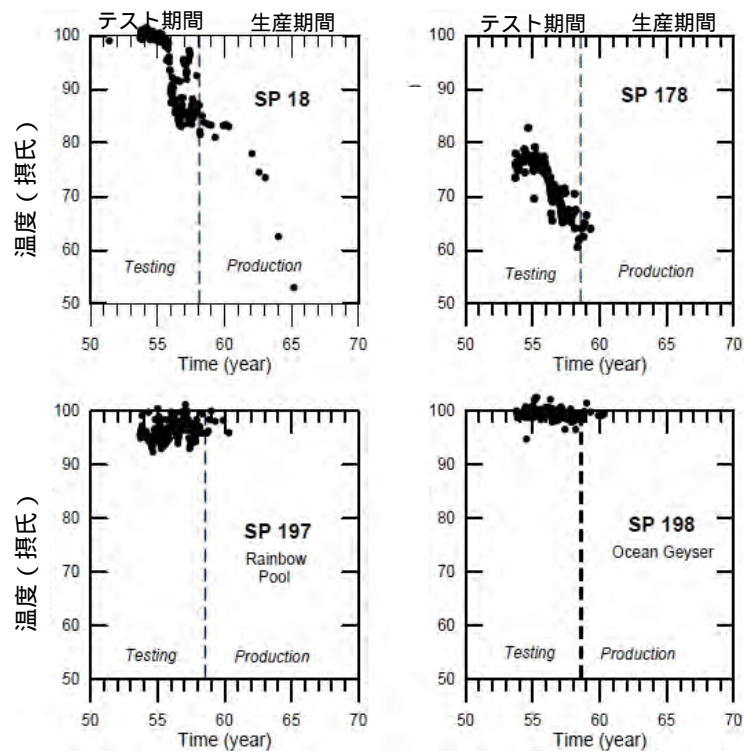 テスト期間 生産期間 テスト期間 生産期間
100 100
90 SP 18 90 SP 178
80 80
70 70
60 60
Testing Production Testing Production
50 50
50 55 60 65 70 50 55 60 65 70
Time (year) Time (year)
温度（摂氏）
100 100
90 90
80 SP 197 80 SP 198
Rainbow Ocean Geyser
Pool
70 70
60 60
Testing Production Testing Production
50 50
50 55 60 65 70 50 55 60 65 70
Time (year) Time (year)
温度（摂氏）